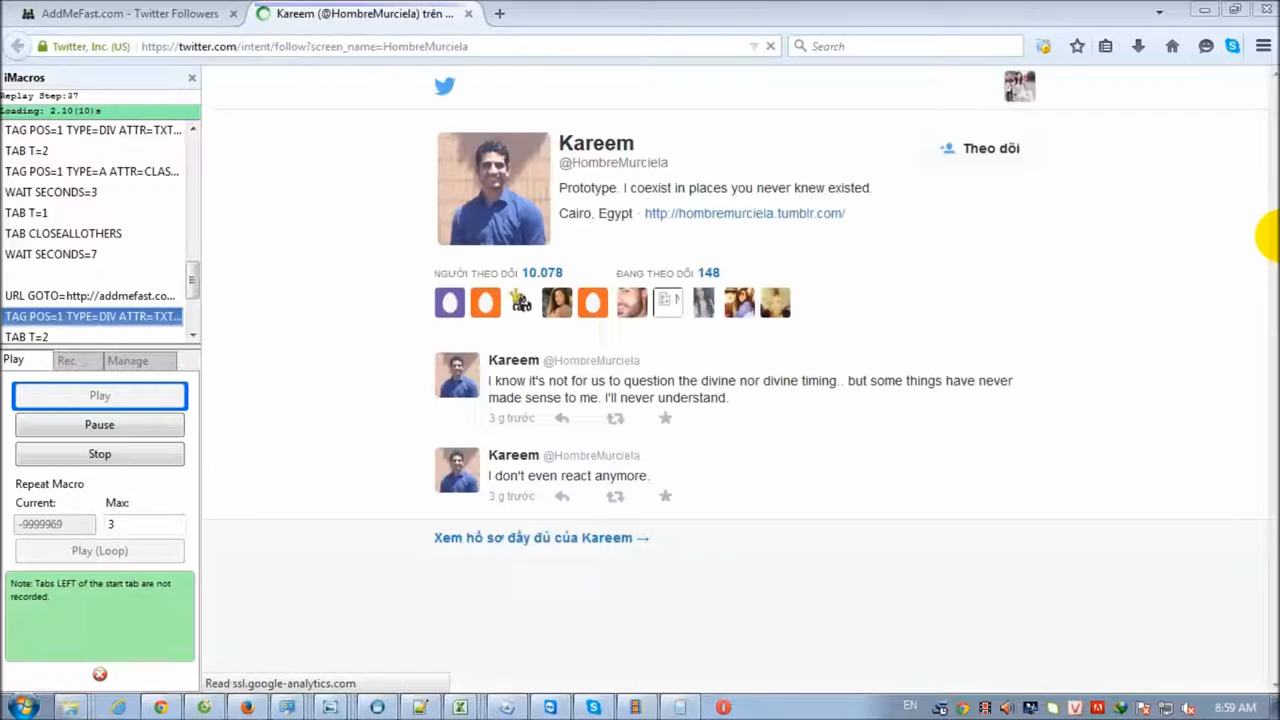 AddMeFast.com - Twitter Followers
Kareem (@HombreMurciela) trên ...
Twitter, Inc. (US)
https://twitter.com/intent/follow?screen_name=HombreMurciela
Search
iMacros
Replay Step:37
Loading: 2.10(10)s
TAG POS=1 TYPE=DIV ATTR=TXT...
TAB T=2
TAG POS=1 TYPE=A ATTR=CLAS...
WAIT SECONDS=3
TAB T=1
TAB CLOSEALLOTHERS
WAIT SECONDS=7
URL GOTO=http://addmefast.co...
TAG POS=1 TYPE=DIV ATTR=TXT...
TAB T=2
Play
Rec
Manage
Play
Pause
Stop
Repeat Macro
Current:
Max:
-9999969
3
Play (Loop)
Note: Tabs LEFT of the start tab are not
recorded.
Kareem
@HombreMurciela
Theo dõi
Prototype. I coexist in places you never knew existed.
Cairo, Egypt · http://hombremurciela.tumblr.com/
NGƯỜI THEO DÕI 10.078
ĐANG THEO DÕI 148
Kareem @HombreMurciela
I know it's not for us to question the divine nor divine timing.. but some things have never
made sense to me. I'll never understand.
3 g trước
Kareem @HombreMurciela
I don't even react anymore.
3 g trước
Xem hồ sơ đầy đủ của Kareem →
Read ssl.google-analytics.com
EN
8:59 AM